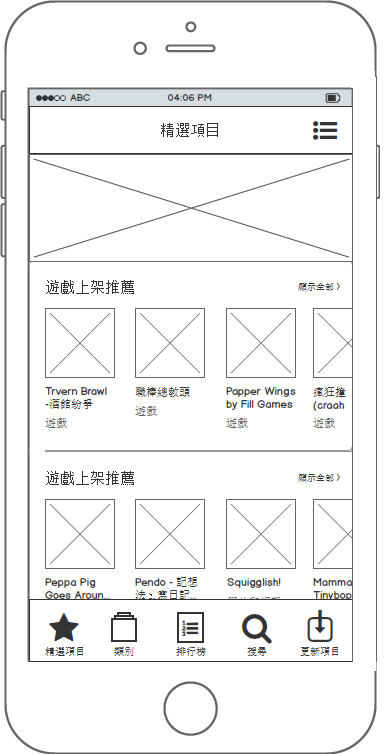 ABC 04:06 PM
精選項目
遊戲上架推薦 顯示全部 >
Trvern Brawl
-酒館紛爭
遊戲
職棒總教頭
遊戲
Papper Wings
by Fill Games
遊戲
瘋狂撞
(craah
遊戲
遊戲上架推薦 顯示全部 >
Peppa Pig
Goes Aroun...
Pendo - 記想
法、寫日記...
Squigglish!
Mamma
Tinybop
精選項目 類別 排行榜 搜尋 更新項目